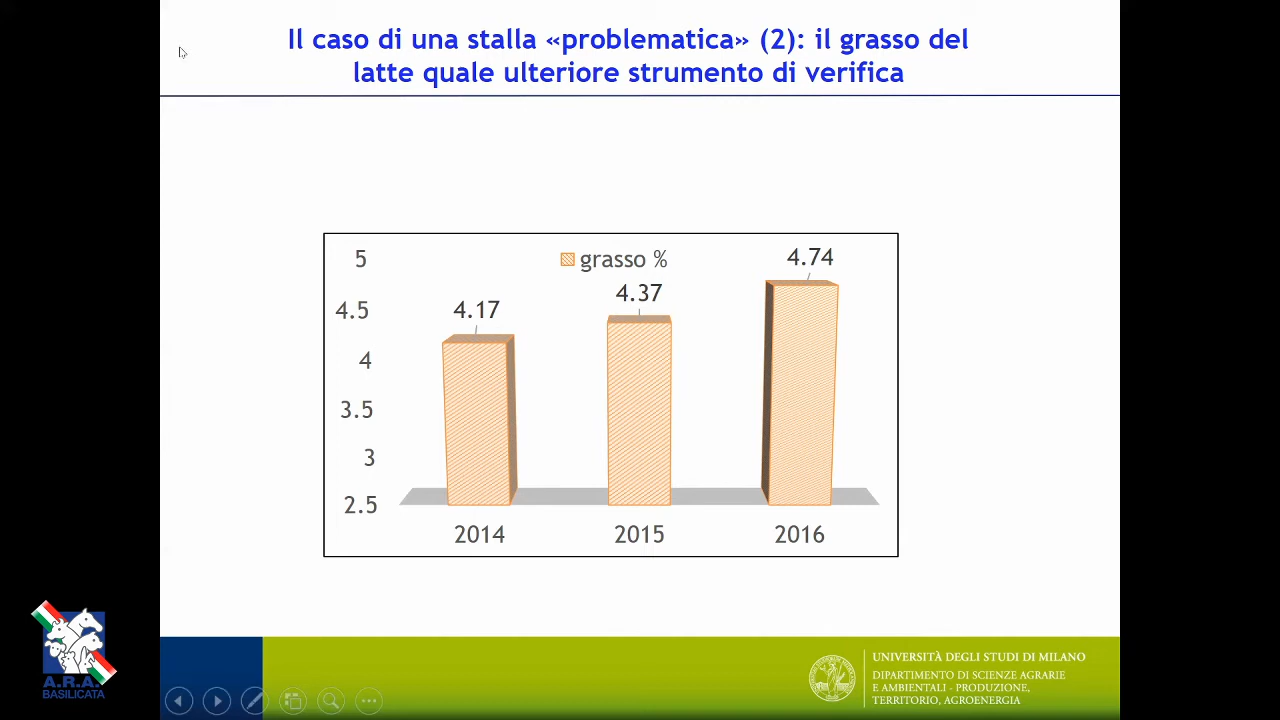 Il caso di una stalla «problematica» (2): il grasso del
latte quale ulteriore strumento di verifica
grasso %
5
4.5
4
3.5
3
2.5
4.17
4.37
4.74
2014
2015
2016
A.R.A.
BASILICATA
UNIVERSITÀ DEGLI STUDI DI MILANO
DIPARTIMENTO DI SCIENZE AGRARIE
E AMBIENTALI - PRODUZIONE,
TERRITORIO, AGROENERGIA